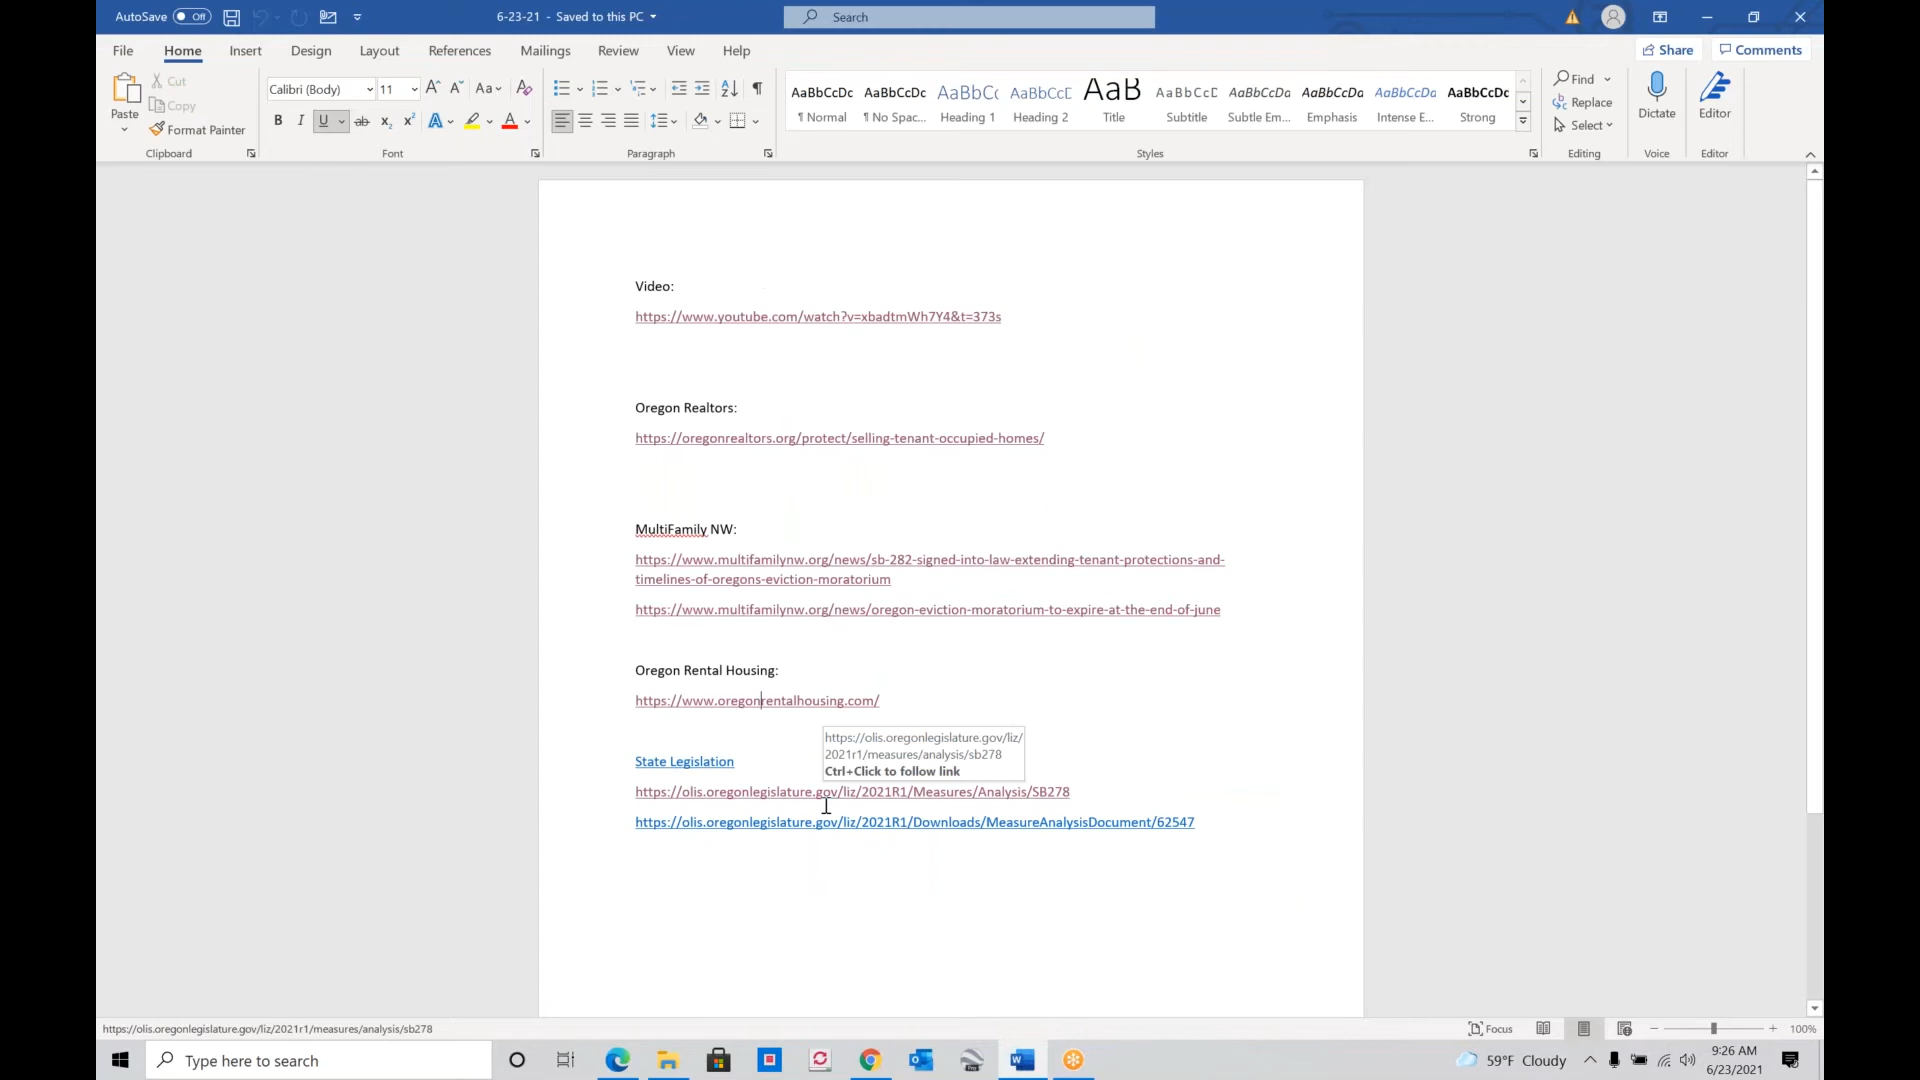 AutoSave Off 6-23-21 - Saved to this PC Search
File Home Insert Design Layout References Mailings Review View Help Share Comments
Paste Cut Copy Format Painter
Calibri (Body) 11 Aa
B I U ab x₂ x² A A
AaBbCcDc AaBbCcDc AaBbCc AaBbCcE AaB AaBbCcD AaBbCcDa AaBbCcDa AaBbCcDa AaBbCcDc
¶ Normal ¶ No Spac... Heading 1 Heading 2 Title Subtitle Subtle Em... Emphasis Intense E... Strong
Find Replace Select Dictate Editor
Clipboard Font Paragraph Styles Editing Voice Editor
Video:
https://www.youtube.com/watch?v=xbadtmWh7Y4&t=373s
Oregon Realtors:
https://oregonrealtors.org/protect/selling-tenant-occupied-homes/
MultiFamily NW:
https://www.multifamilynw.org/news/sb-282-signed-into-law-extending-tenant-protections-and-
timelines-of-oregons-eviction-moratorium
https://www.multifamilynw.org/news/oregon-eviction-moratorium-to-expire-at-the-end-of-june
Oregon Rental Housing:
https://www.oregonrentalhousing.com/
https://olis.oregonlegislature.gov/liz/
2021r1/measures/analysis/sb278
Ctrl+Click to follow link
State Legislation
https://olis.oregonlegislature.gov/liz/2021R1/Measures/Analysis/SB278
https://olis.oregonlegislature.gov/liz/2021R1/Downloads/MeasureAnalysisDocument/62547
https://olis.oregonlegislature.gov/liz/2021r1/measures/analysis/sb278 Focus 100%
Type here to search 59°F Cloudy 9:26 AM
6/23/2021